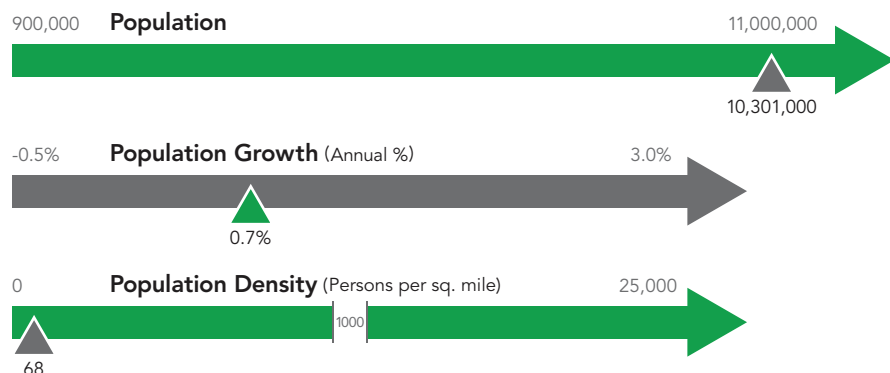 900,000 Population 11,000,000
10,301,000
-0.5% Population Growth (Annual %) 3.0%
0.7%
0 Population Density (Persons per sq. mile) 25,000
1000
68